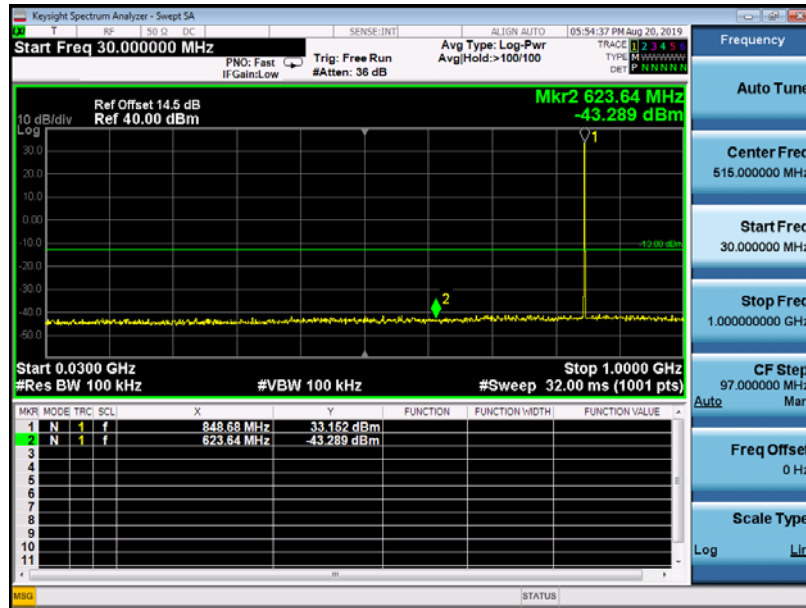 Keysight Spectrum Analyzer - Swept SA
T RF 50 Ω DC SENSE:INT ALIGN AUTO 05:54:37 PM Aug 20, 2019
Start Freq 30.000000 MHz
PNO: Fast
IFGain:Low
Trig: Free Run
#Atten: 36 dB
Avg Type: Log-Pwr
Avg|Hold:>100/100
TRACE 1 2 3 4 5 6
TYPE M W W W W W
DET P N N N N N
Mkr2 623.64 MHz
-43.289 dBm
Ref Offset 14.5 dB
10 dB/div Ref 40.00 dBm
Log
1
30.0
20.0
10.0
0.00
-10.0
-13.00 dBm
-20.0
-30.0
2
-40.0
-50.0
Start 0.0300 GHz Stop 1.0000 GHz
#Res BW 100 kHz #VBW 100 kHz #Sweep 32.00 ms (1001 pts)
MKR MODE TRC SCL X Y FUNCTION FUNCTION WIDTH FUNCTION VALUE
1 N 1 f 848.68 MHz 33.152 dBm
2 N 1 f 623.64 MHz -43.289 dBm
3
4
5
6
7
8
9
10
11
MSG STATUS
Frequency
Auto Tune
Center Freq
515.000000 MHz
Start Freq
30.000000 MHz
Stop Freq
1.000000000 GHz
CF Step
97.000000 MHz
Auto Man
Freq Offset
0 Hz
Scale Type
Log Lin